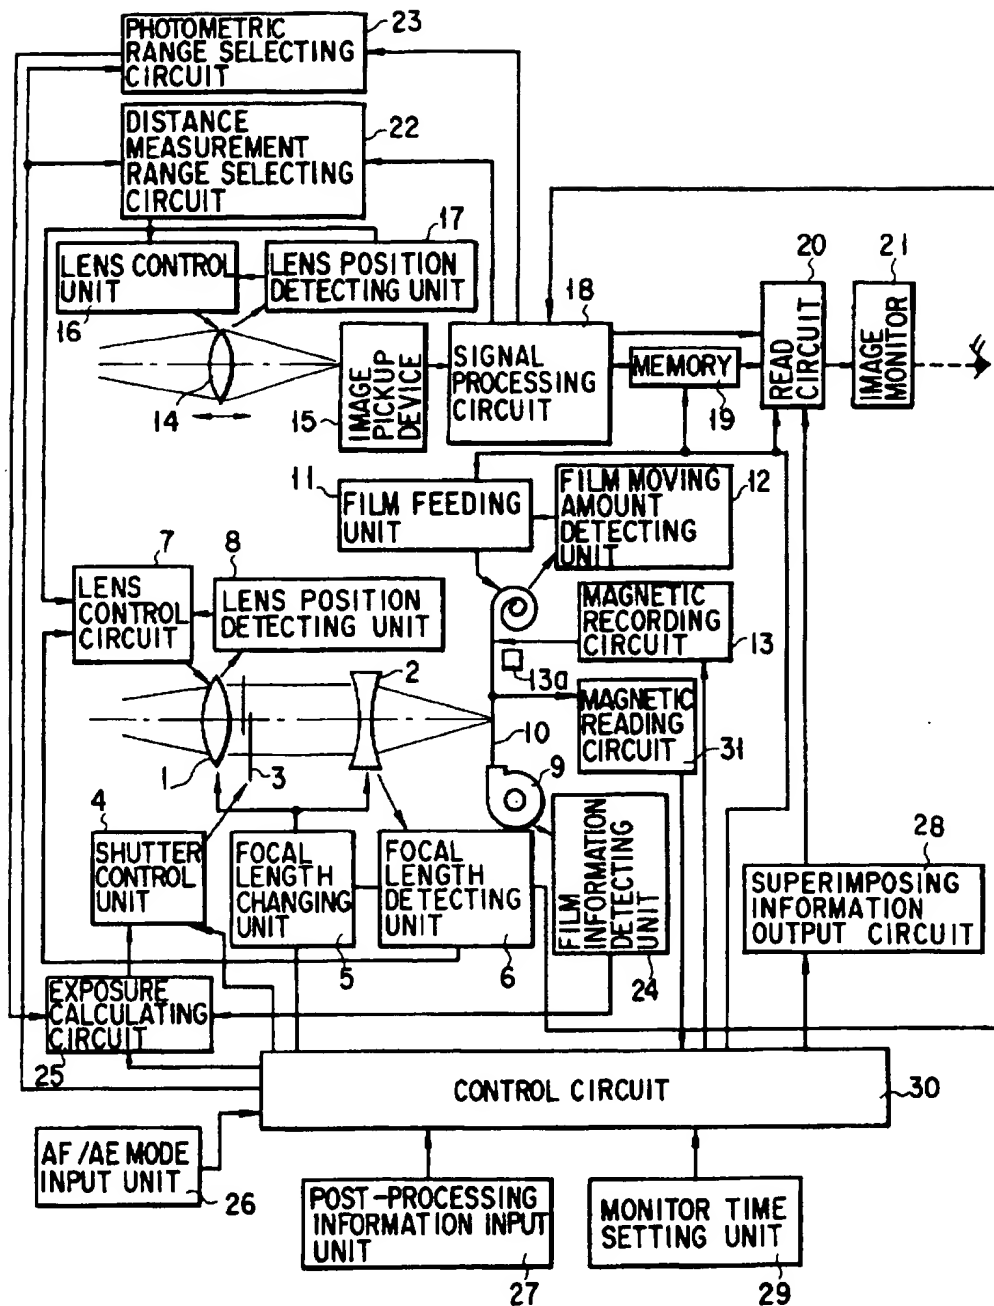 PHOTOMETRIC
RANGE SELECTING
CIRCUIT
23
DISTANCE
MEASUREMENT
RANGE SELECTING
CIRCUIT
22
LENS CONTROL
UNIT
16
LENS POSITION
DETECTING UNIT
17
14
IMAGE
PICKUP
DEVICE
15
SIGNAL
PROCESSING
CIRCUIT
18
MEMORY
19
READ
CIRCUIT
20
IMAGE
MONITOR
21
FILM FEEDING
UNIT
11
FILM MOVING
AMOUNT
DETECTING
UNIT
12
LENS
CONTROL
CIRCUIT
7
LENS POSITION
DETECTING UNIT
8
MAGNETIC
RECORDING
CIRCUIT
13
13a
MAGNETIC
READING
CIRCUIT
31
1
3
2
10
9
SHUTTER
CONTROL
UNIT
4
FOCAL
LENGTH
CHANGING
UNIT
5
FOCAL
LENGTH
DETECTING
UNIT
6
FILM
INFORMATION
DETECTING
UNIT
24
SUPERIMPOSING
INFORMATION
OUTPUT CIRCUIT
28
EXPOSURE
CALCULATING
CIRCUIT
25
CONTROL CIRCUIT
30
AF/AE MODE
INPUT UNIT
26
POST-PROCESSING
INFORMATION INPUT
UNIT
27
MONITOR TIME
SETTING UNIT
29